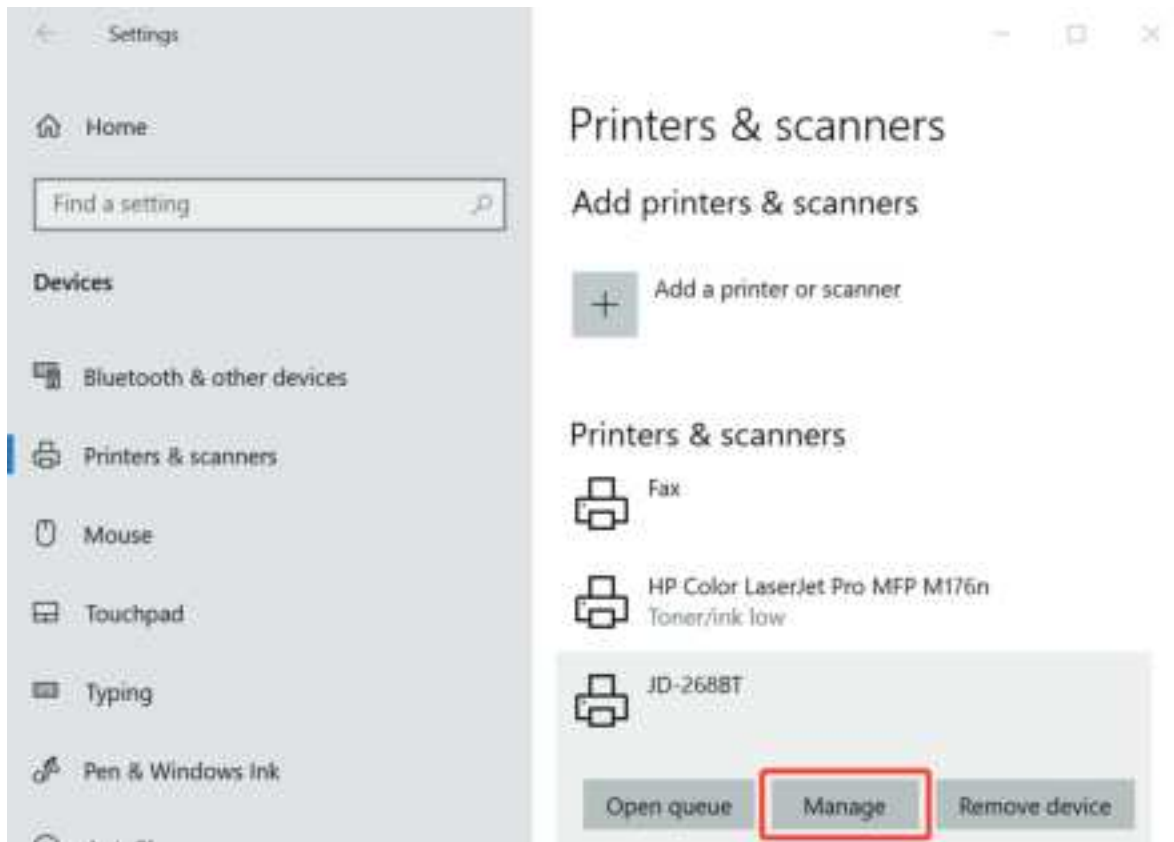 Settings
Home
Find a setting
Devices
Bluetooth & other devices
Printers & scanners
Mouse
Touchpad
Typing
Pen & Windows Ink
Printers & scanners
Add printers & scanners
Add a printer or scanner
Printers & scanners
Fax
HP Color LaserJet Pro MFP M176n
Toner/ink low
JD-268BT
Open queue Manage Remove device